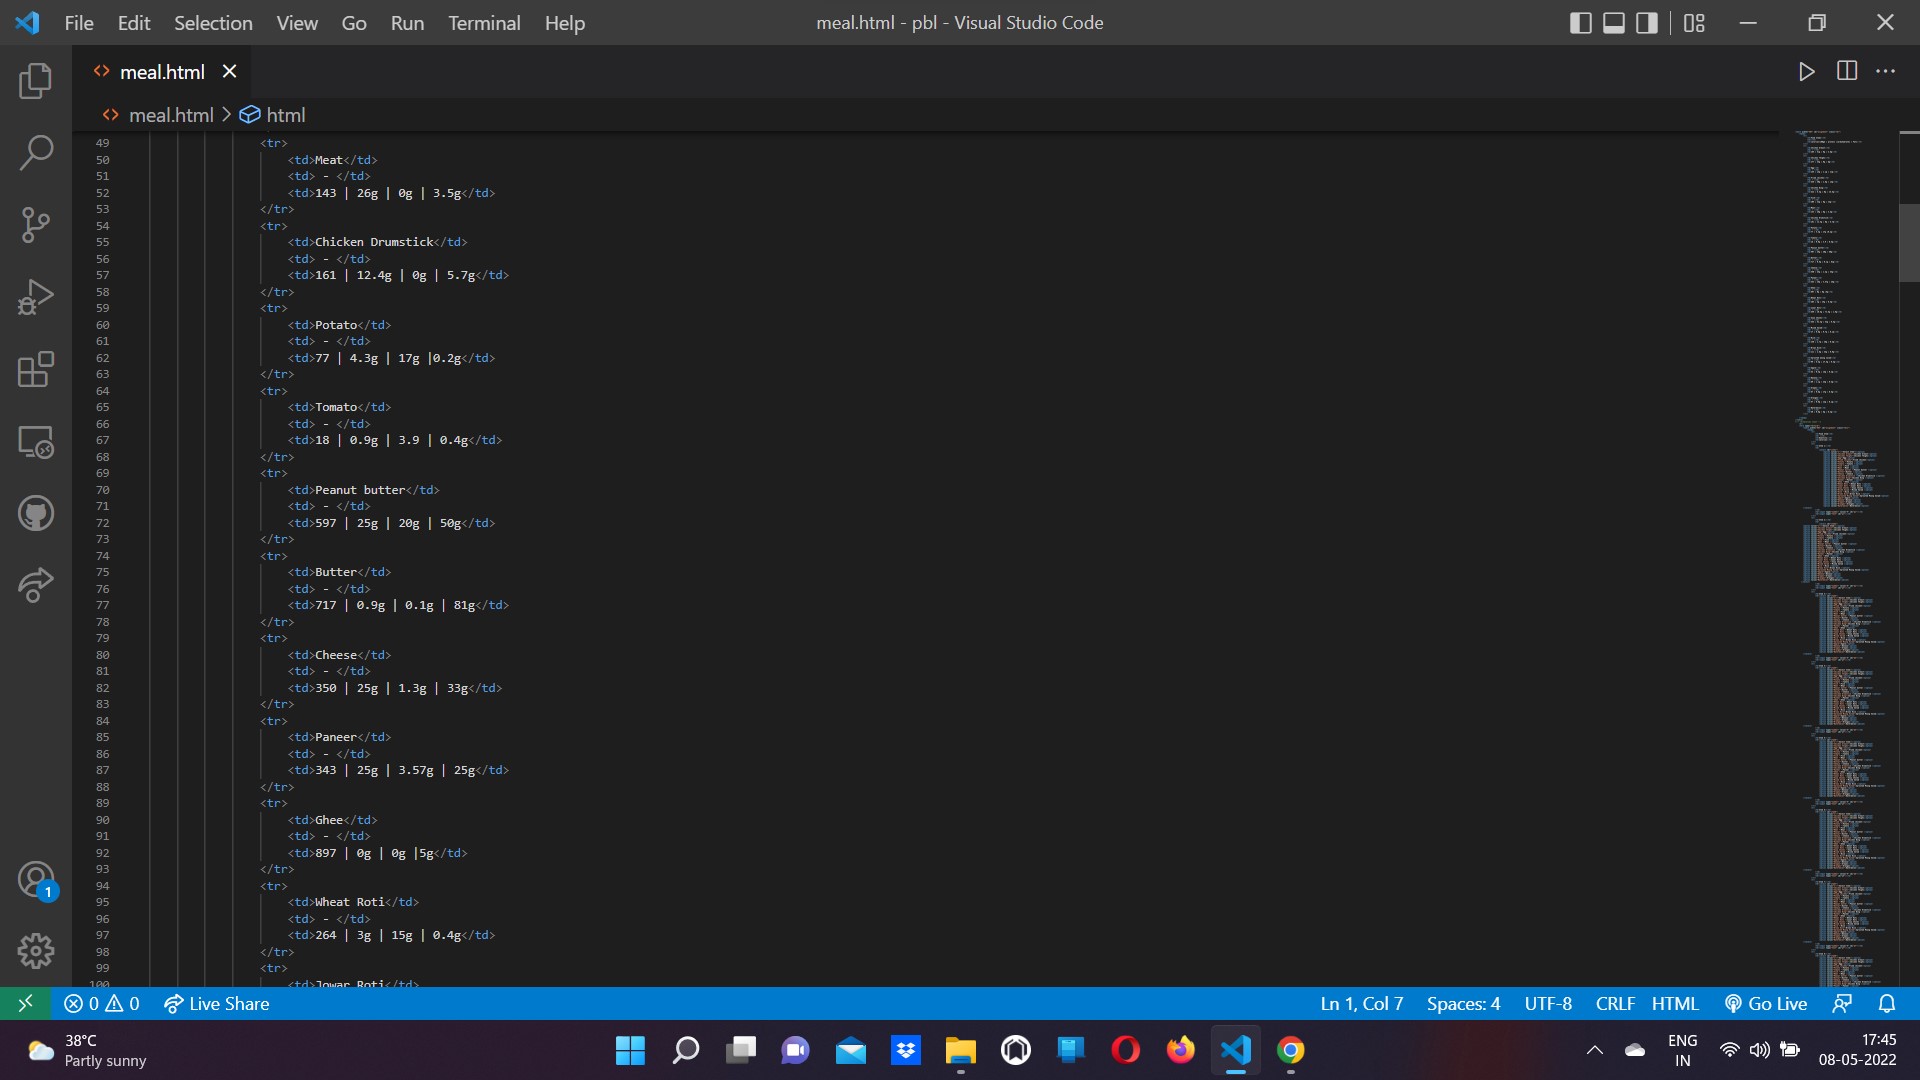 File Edit Selection View Go Run Terminal Help meal.html - pbl - Visual Studio Code
meal.html
meal.html > html
49 <tr>
50 <td>Meat</td>
51 <td> - </td>
52 <td>143 | 26g | 0g | 3.5g</td>
53 </tr>
54 <tr>
55 <td>Chicken Drumstick</td>
56 <td> - </td>
57 <td>161 | 12.4g | 0g | 5.7g</td>
58 </tr>
59 <tr>
60 <td>Potato</td>
61 <td> - </td>
62 <td>77 | 4.3g | 17g |0.2g</td>
63 </tr>
64 <tr>
65 <td>Tomato</td>
66 <td> - </td>
67 <td>18 | 0.9g | 3.9 | 0.4g</td>
68 </tr>
69 <tr>
70 <td>Peanut butter</td>
71 <td> - </td>
72 <td>597 | 25g | 20g | 50g</td>
73 </tr>
74 <tr>
75 <td>Butter</td>
76 <td> - </td>
77 <td>717 | 0.9g | 0.1g | 81g</td>
78 </tr>
79 <tr>
80 <td>Cheese</td>
81 <td> - </td>
82 <td>350 | 25g | 1.3g | 33g</td>
83 </tr>
84 <tr>
85 <td>Paneer</td>
86 <td> - </td>
87 <td>343 | 25g | 3.57g | 25g</td>
88 </tr>
89 <tr>
90 <td>Ghee</td>
91 <td> - </td>
92 <td>897 | 0g | 0g |5g</td>
93 </tr>
94 <tr>
95 <td>Wheat Roti</td>
96 <td> - </td>
97 <td>264 | 3g | 15g | 0.4g</td>
98 </tr>
99 <tr>
100 <td>Jowar Roti</td>
1
0 0 Live Share Ln 1, Col 7 Spaces: 4 UTF-8 CRLF HTML Go Live
38°C
Partly sunny
ENG
IN
17:45
08-05-2022